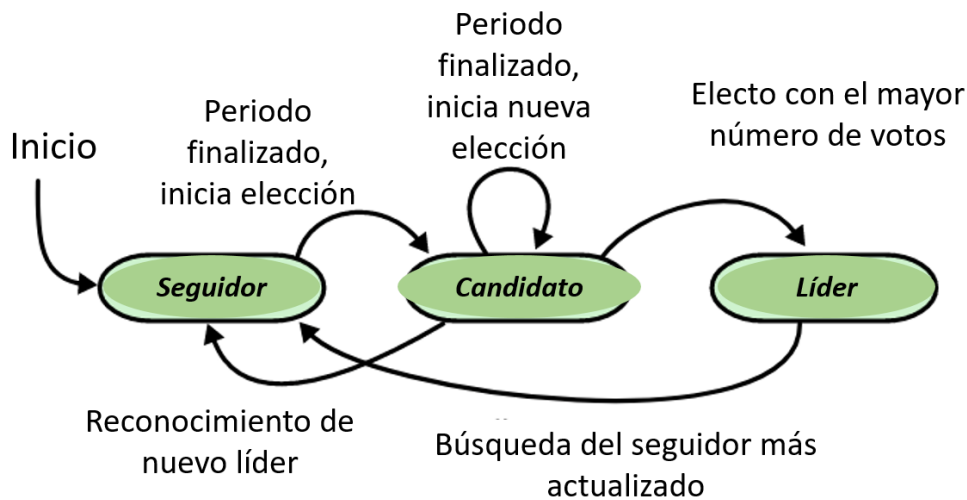 Inicio
Periodo
finalizado,
inicia elección
Periodo
finalizado,
inicia nueva
elección
Electo con el mayor
número de votos
Seguidor
Candidato
Líder
Reconocimiento de
nuevo líder
Búsqueda del seguidor más
actualizado